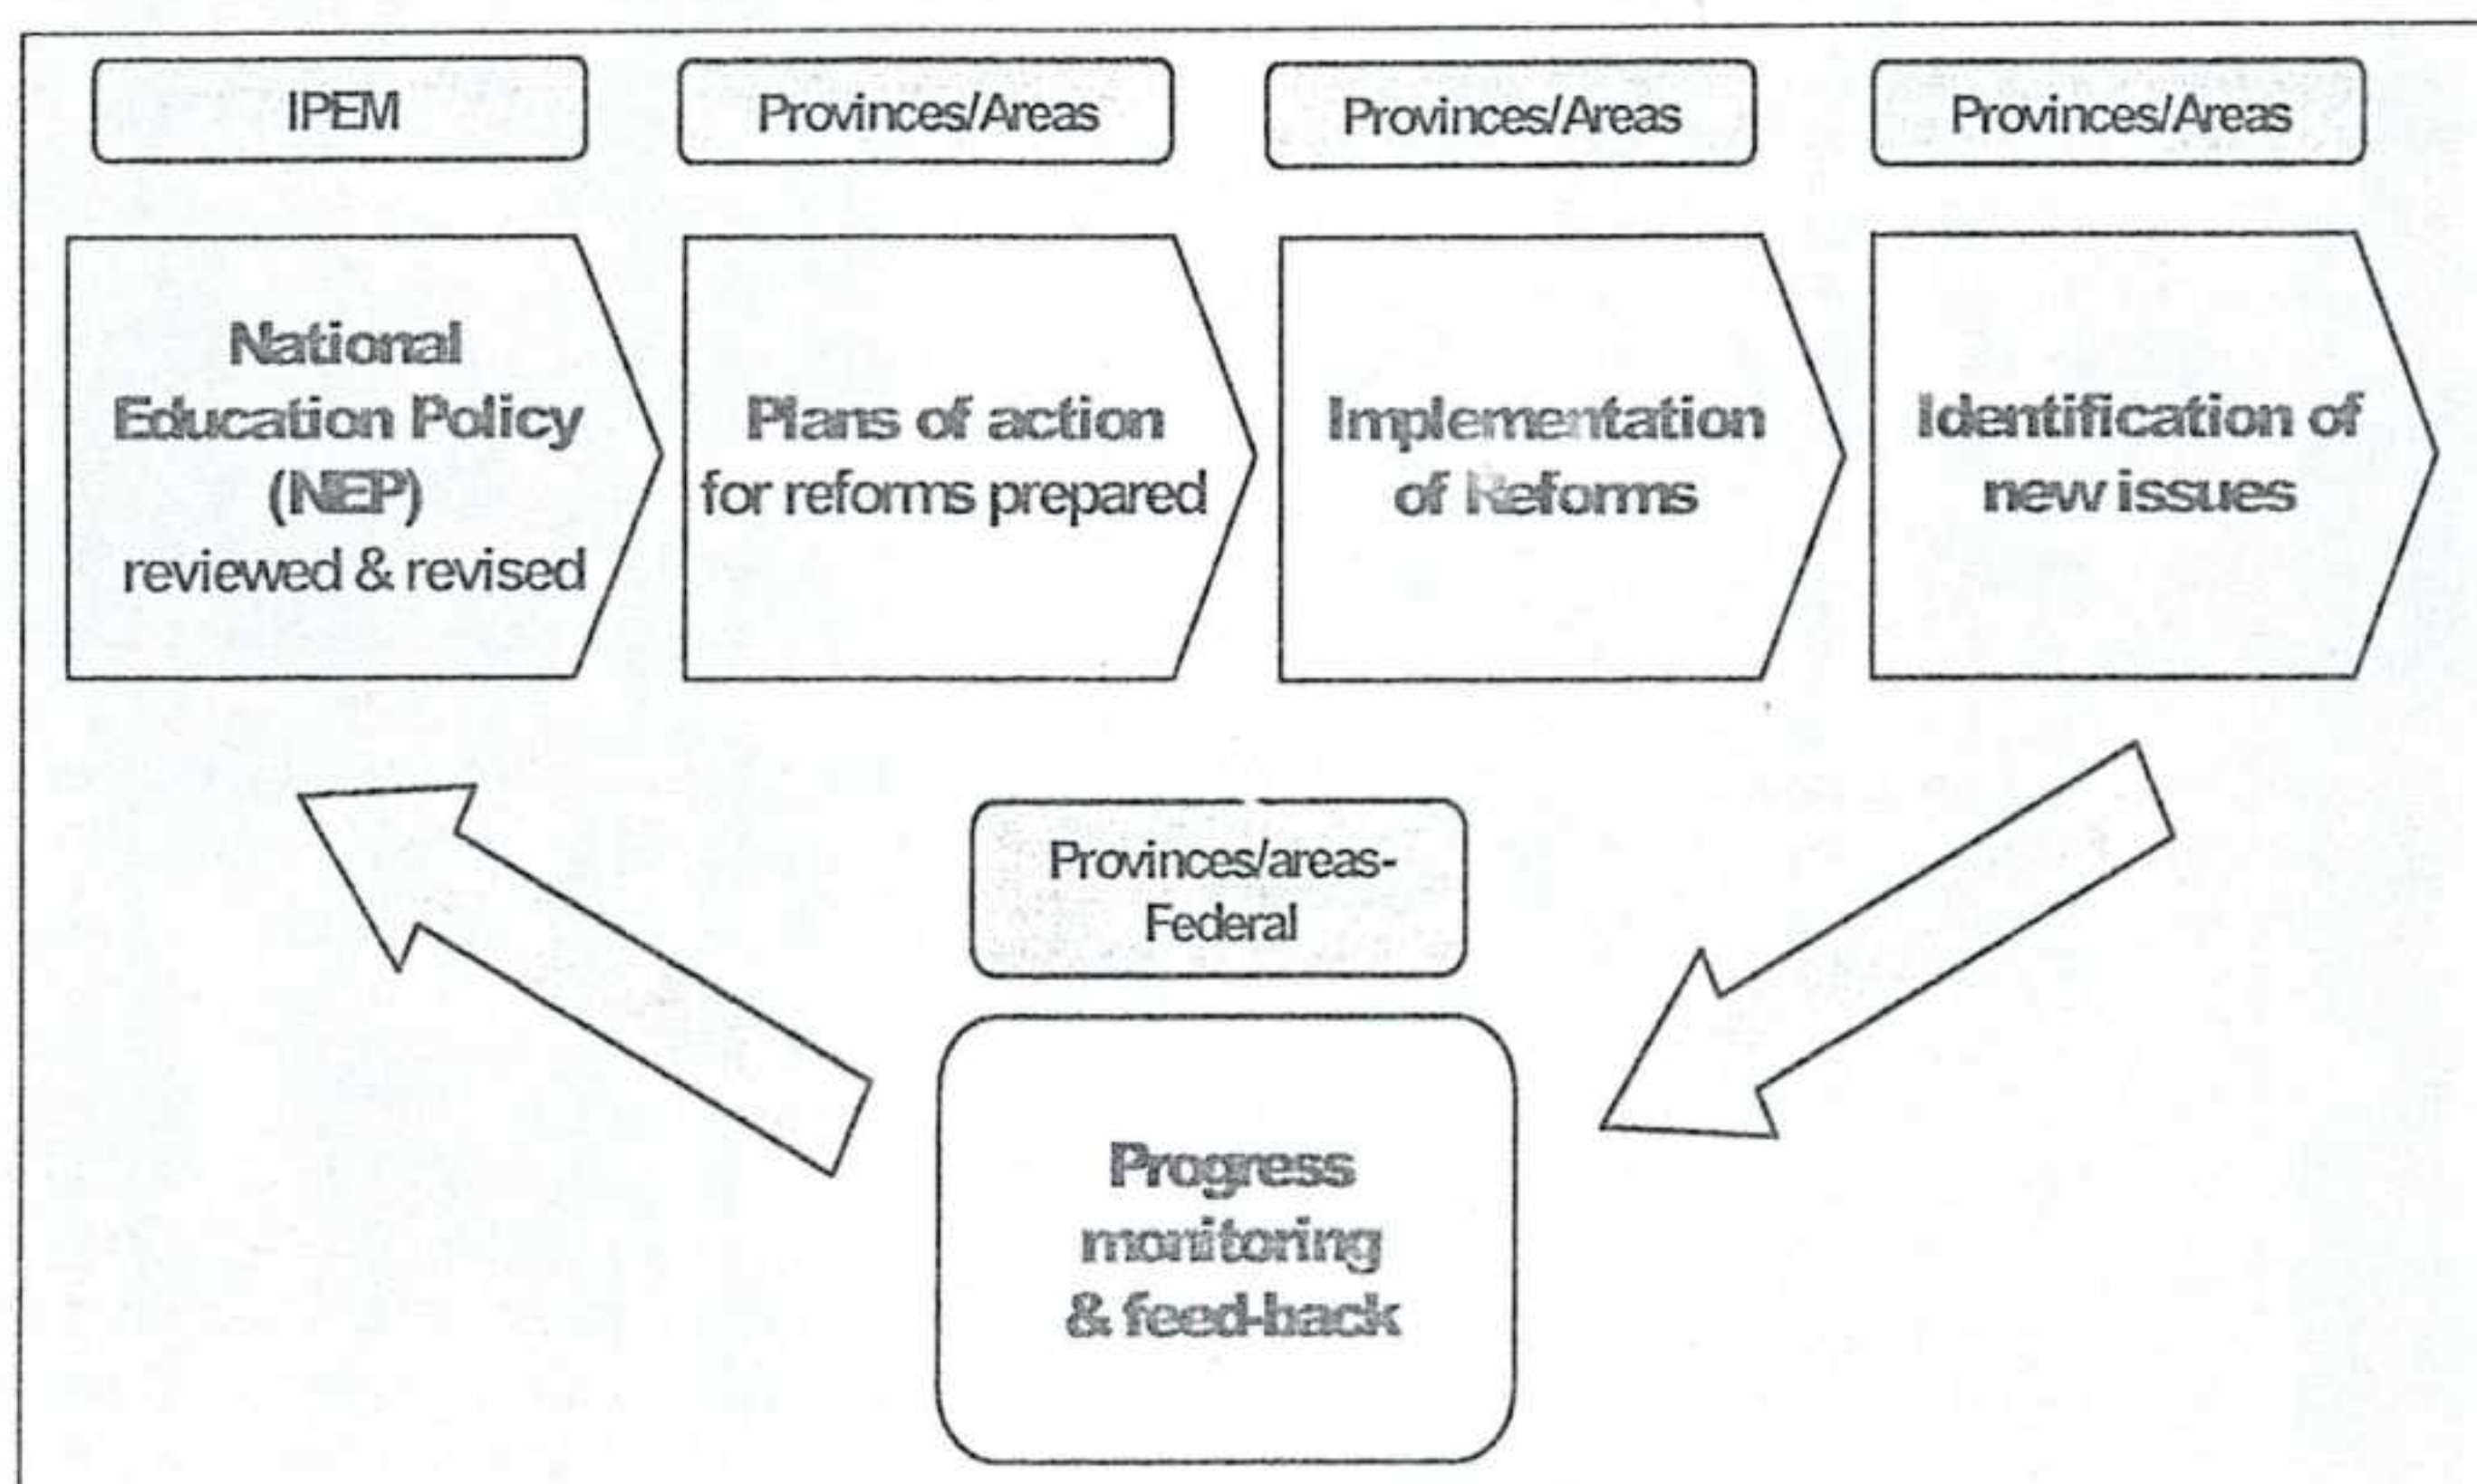 IPEM
Provinces/Areas
Provinces/Areas
Provinces/Areas
National
Education Policy
(NEP)
reviewed & revised
Plans of action
for reforms prepared
Implementation
of Reforms
Identification of
new issues
Provinces/areas-
Federal
Progress
monitoring
& feed-back